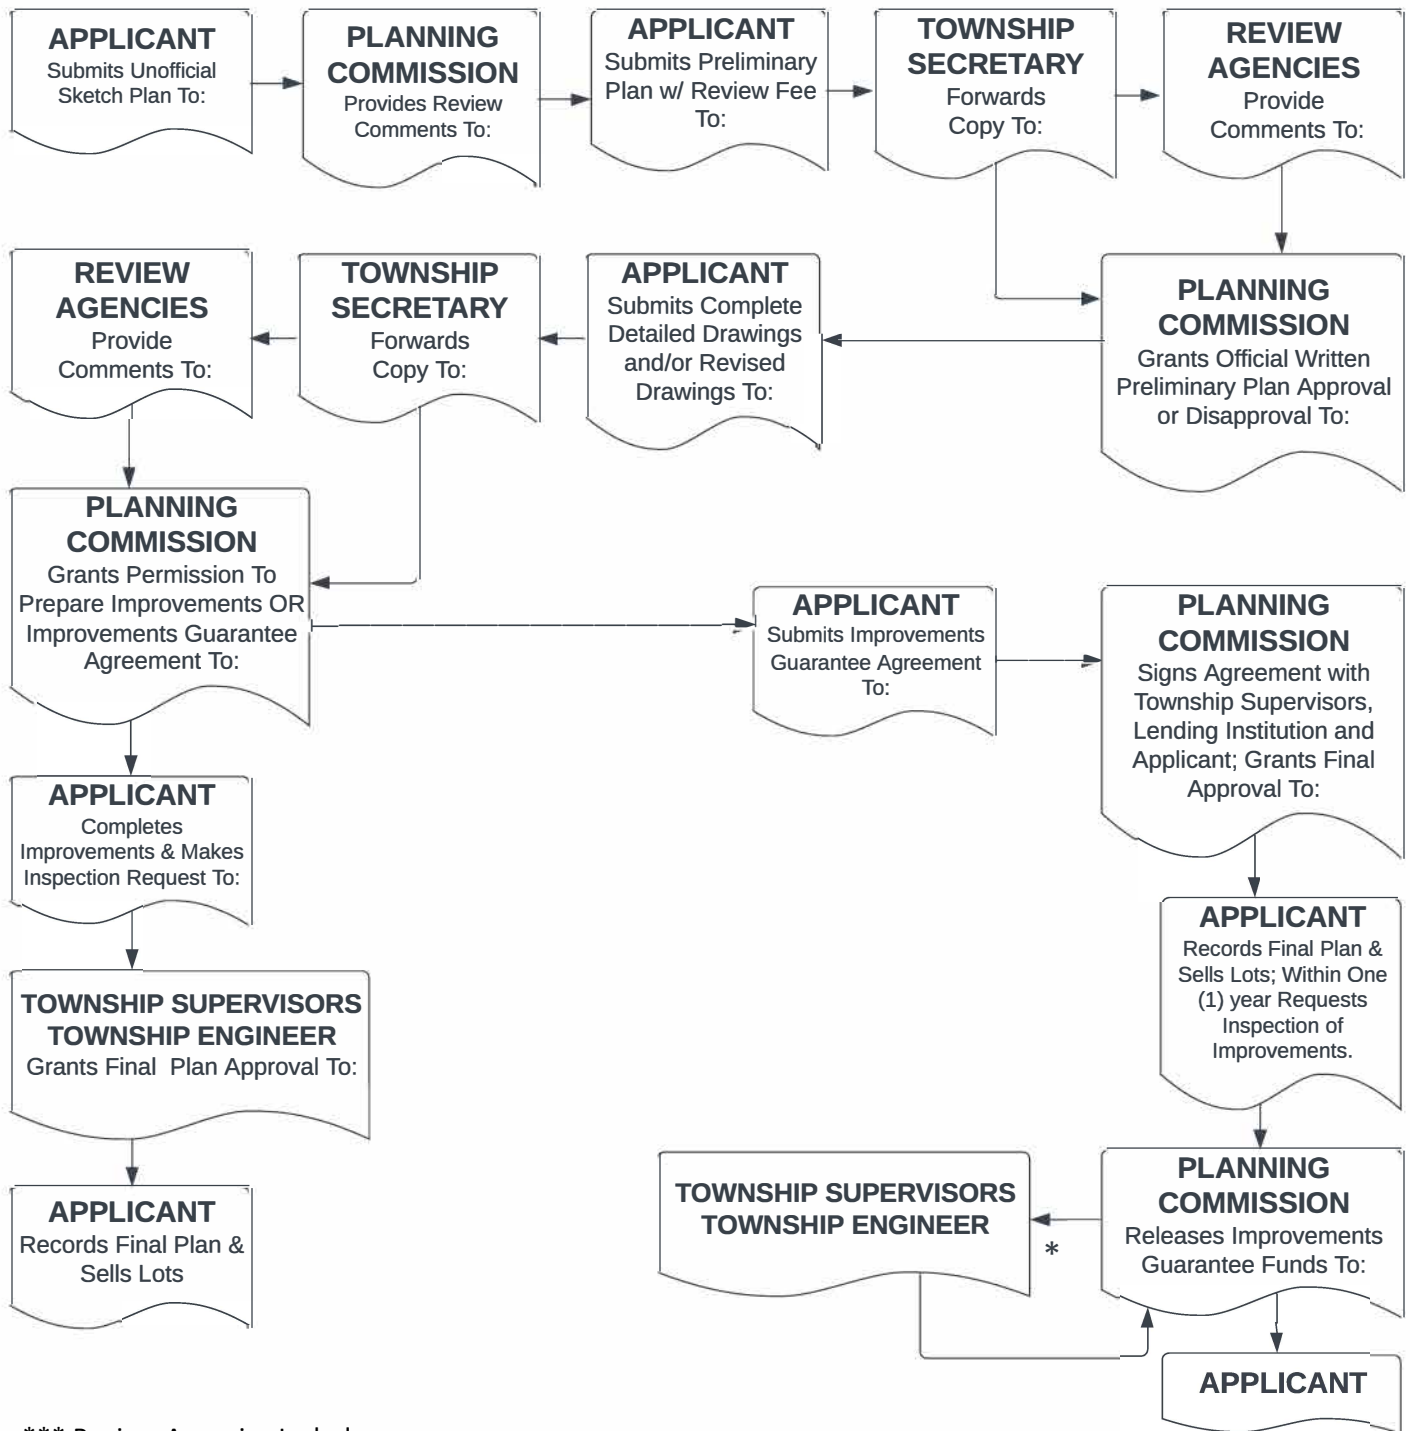 APPLICANT
Submits Unofficial
Sketch Plan To:
PLANNING
COMMISSION
Provides Review
Comments To:
APPLICANT
Submits Preliminary
Plan w/ Review Fee
To:
TOWNSHIP
SECRETARY
Forwards
Copy To:
REVIEW
AGENCIES
Provide
Comments To:
PLANNING
COMMISSION
Grants Official Written
Preliminary Plan Approval
or Disapproval To:
APPLICANT
Submits Complete
Detailed Drawings
and/or Revised
Drawings To:
TOWNSHIP
SECRETARY
Forwards
Copy To:
REVIEW
AGENCIES
Provide
Comments To:
PLANNING
COMMISSION
Grants Permission To
Prepare Improvements OR
Improvements Guarantee
Agreement To:
APPLICANT
Submits Improvements
Guarantee Agreement
To:
PLANNING
COMMISSION
Signs Agreement with
Township Supervisors,
Lending Institution and
Applicant; Grants Final
Approval To:
APPLICANT
Completes
Improvements & Makes
Inspection Request To:
TOWNSHIP SUPERVISORS
TOWNSHIP ENGINEER
Grants Final Plan Approval To:
APPLICANT
Records Final Plan &
Sells Lots
APPLICANT
Records Final Plan &
Sells Lots; Within One
(1) year Requests
Inspection of
Improvements.
PLANNING
COMMISSION
Releases Improvements
Guarantee Funds To:
*
TOWNSHIP SUPERVISORS
TOWNSHIP ENGINEER
APPLICANT